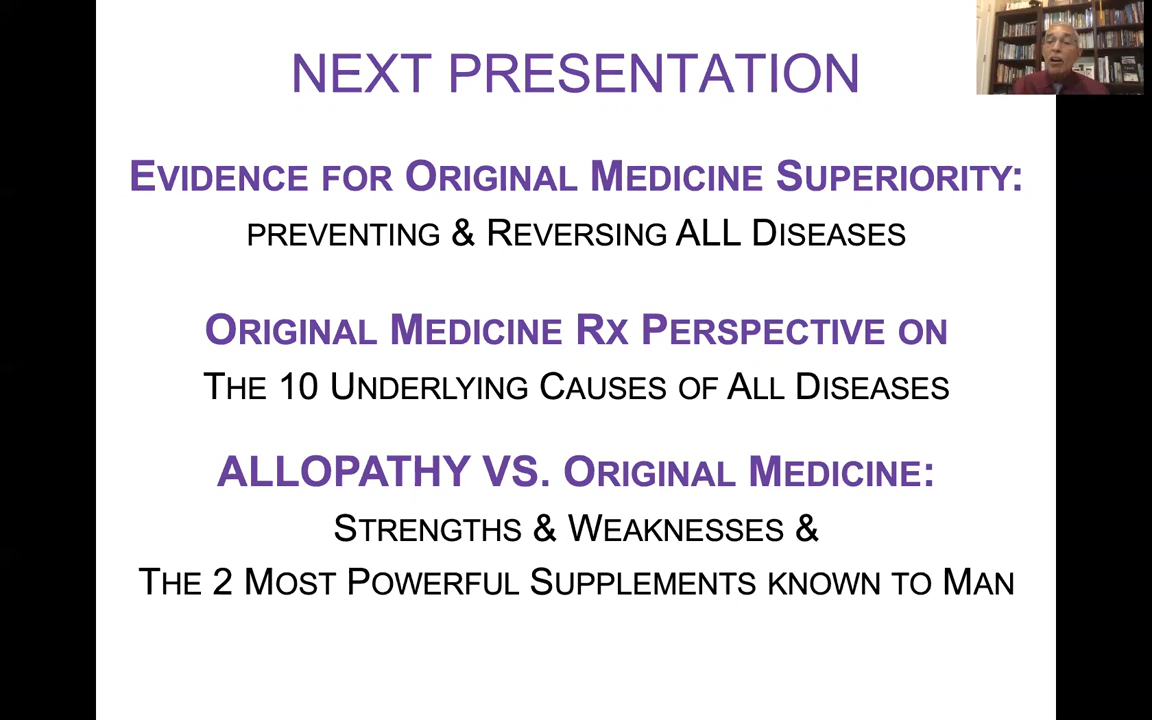 NEXT PRESENTATION
EVIDENCE FOR ORIGINAL MEDICINE SUPERIORITY:
PREVENTING & REVERSING ALL DISEASES
ORIGINAL MEDICINE RX PERSPECTIVE ON
THE 10 UNDERLYING CAUSES OF ALL DISEASES
ALLOPATHY VS. ORIGINAL MEDICINE:
STRENGTHS & WEAKNESSES &
THE 2 MOST POWERFUL SUPPLEMENTS KNOWN TO MAN